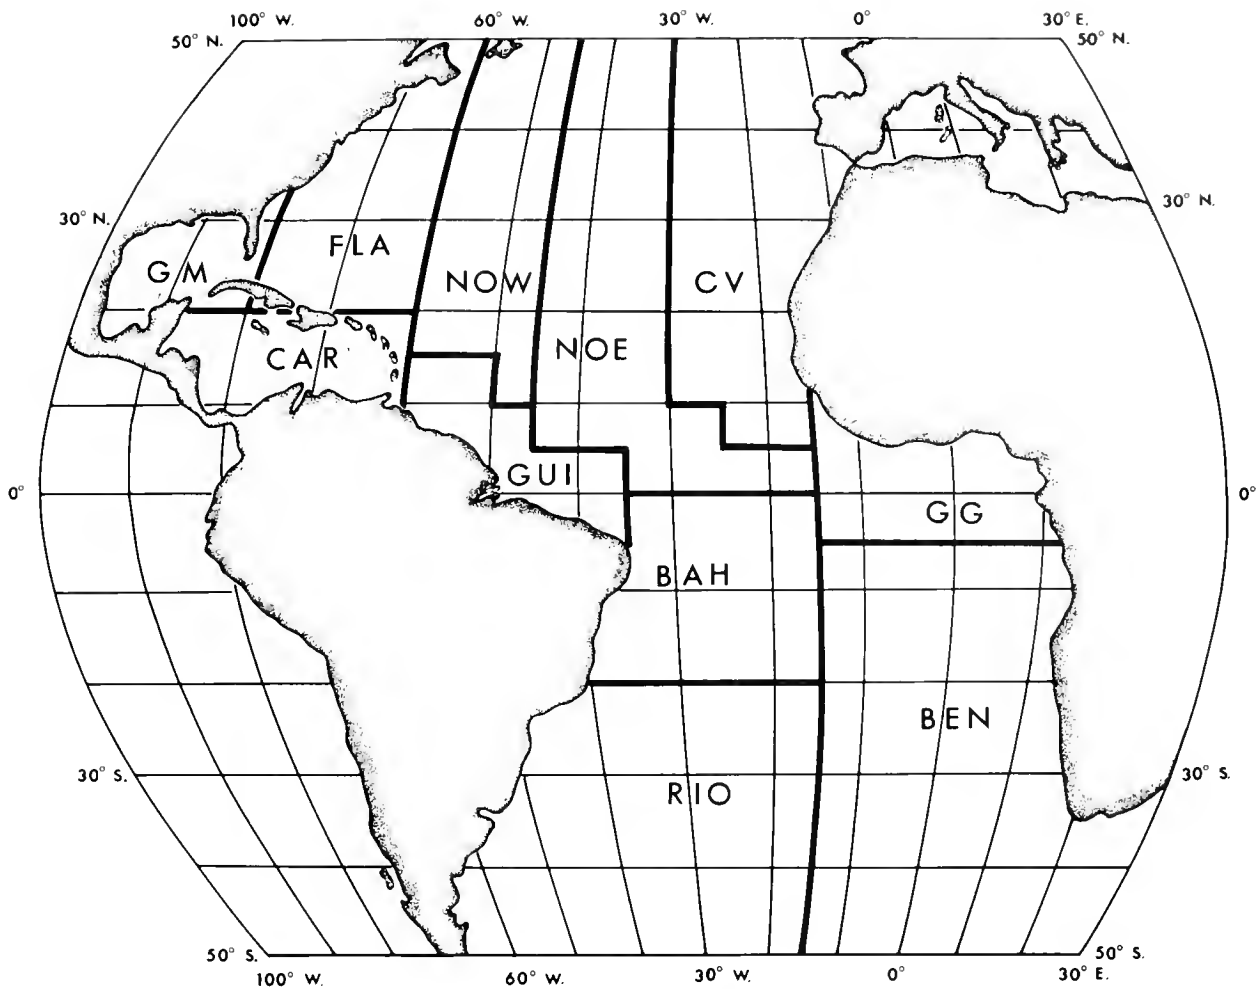 100° W. 60° W. 30° W. 0° 30° E.
50° N. 50° N.
30° N. 30° N.
FLA
GM NOW CV
NOE
CAR
GUI
0° 0°
GG
BAH
BEN
30° S. 30° S.
RIO
50° S. 50° S.
100° W. 60° W. 30° W. 0° 30° E.